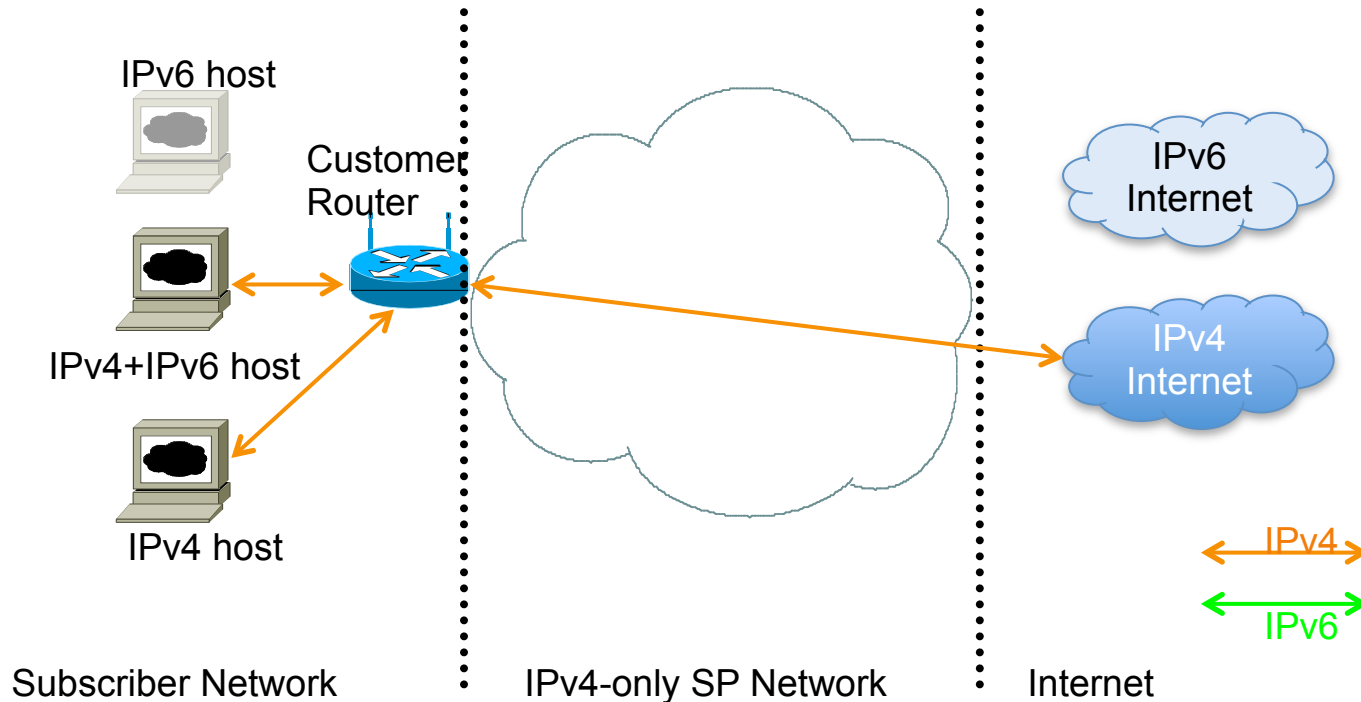 IPv6 host
Customer
Router
IPv6
Internet
IPv4+IPv6 host
IPv4
Internet
IPv4 host
IPv4
IPv6
Subscriber Network
IPv4-only SP Network
Internet